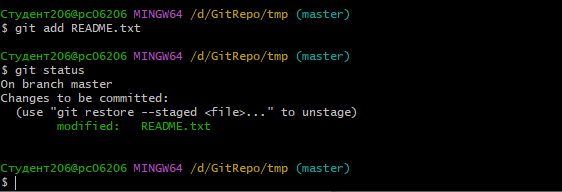 Студент206@pc06206 MINGW64 /d/GitRepo/tmp (master)
$ git add README.txt
Студент206@pc06206 MINGW64 /d/GitRepo/tmp (master)
$ git status
On branch master
Changes to be committed:
  (use "git restore --staged <file>..." to unstage)
        modified:   README.txt
Студент206@pc06206 MINGW64 /d/GitRepo/tmp (master)
$